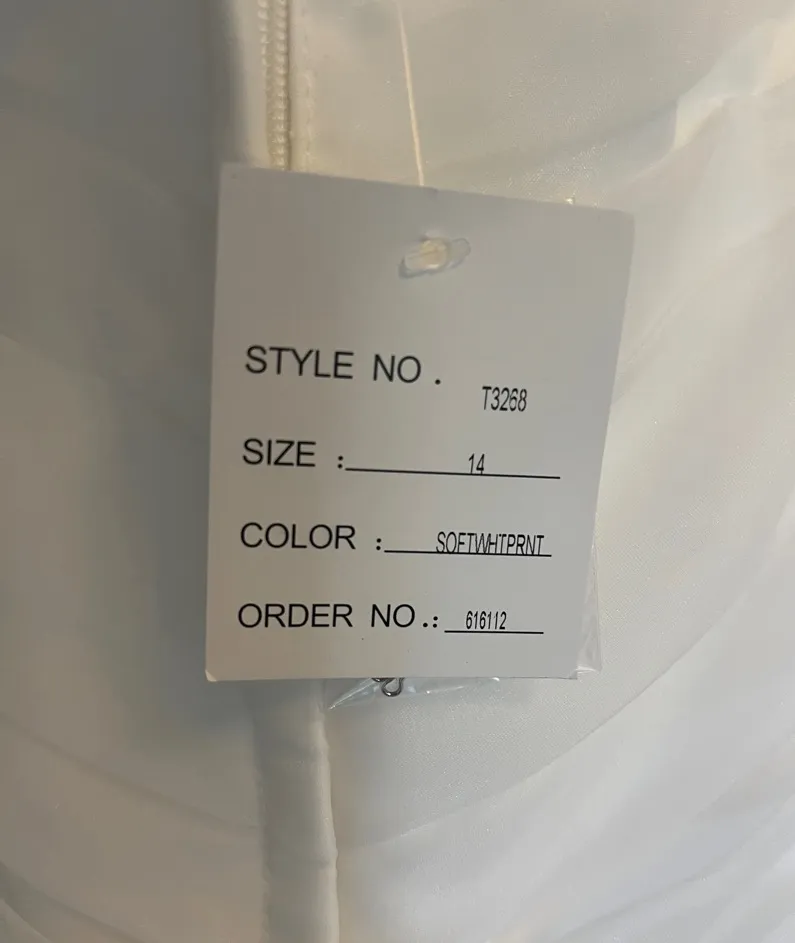 STYLE NO. T3268
SIZE : 14
COLOR : SOFTWHTPRNT
ORDER NO.: 616112